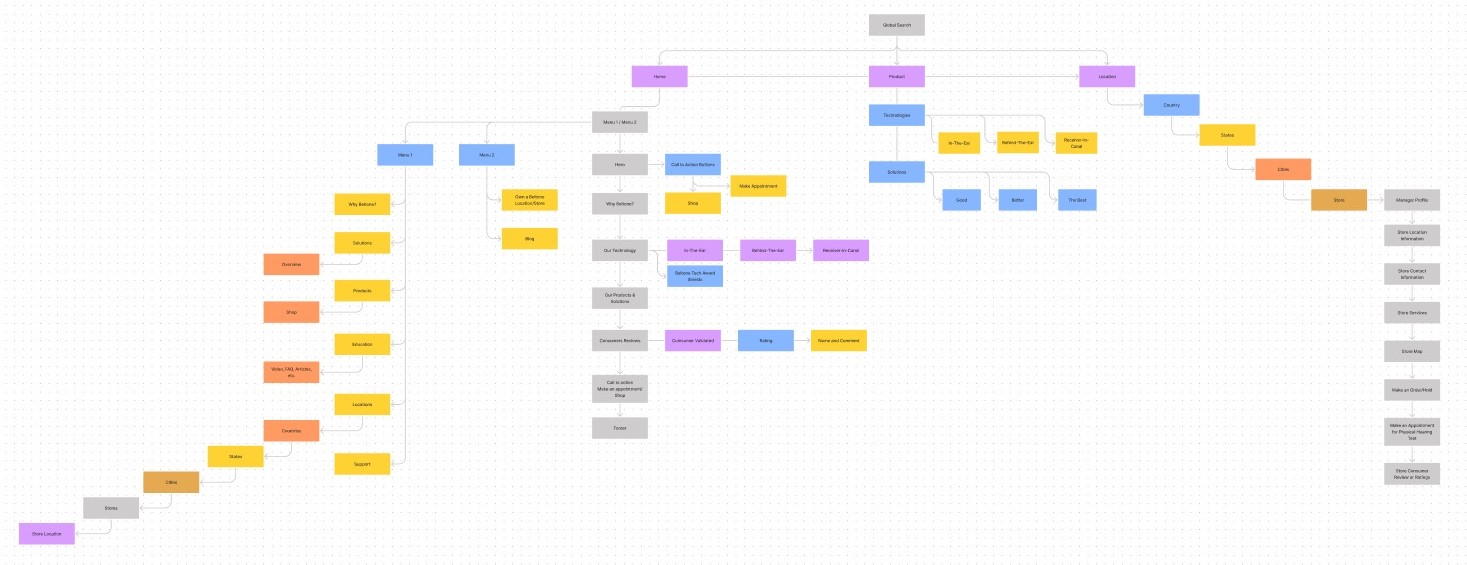 Global Search
Home
Product
Location
Country
Menu 1 / Menu 2
Technologies
States
In-The-Ear
Behind-The-Ear
Receiver-In-
Canal
Menu 1
Menu 2
Hero
Call to Action Buttons
Solutions
Cities
Make Appointment
Why Beltone?
Own a Beltone
Location/Store
Why Beltone?
Shop
Good
Better
The Best
Store
Manager Profile
Blog
Store Location
Information
Solutions
Our Technology
In-The-Ear
Behind-The-Ear
Receiver-In-Canal
Overview
Beltone Tech Award
Store Contact
Information
Products
Our Products &
Solutions
Shop
Store Services
Education
Consumers Reviews
Consumer Validated
Rating
Name and Comment
Store Map
Video, FAQ, Articles,
etc.
Call to action
Make an appointment/
Shop
Make an Order/Hold
Locations
Countries
Footer
Make an Appointment
for Physical Hearing
Test
States
Support
Store Consumer
Review or Ratings
Cities
Stores
Store Location